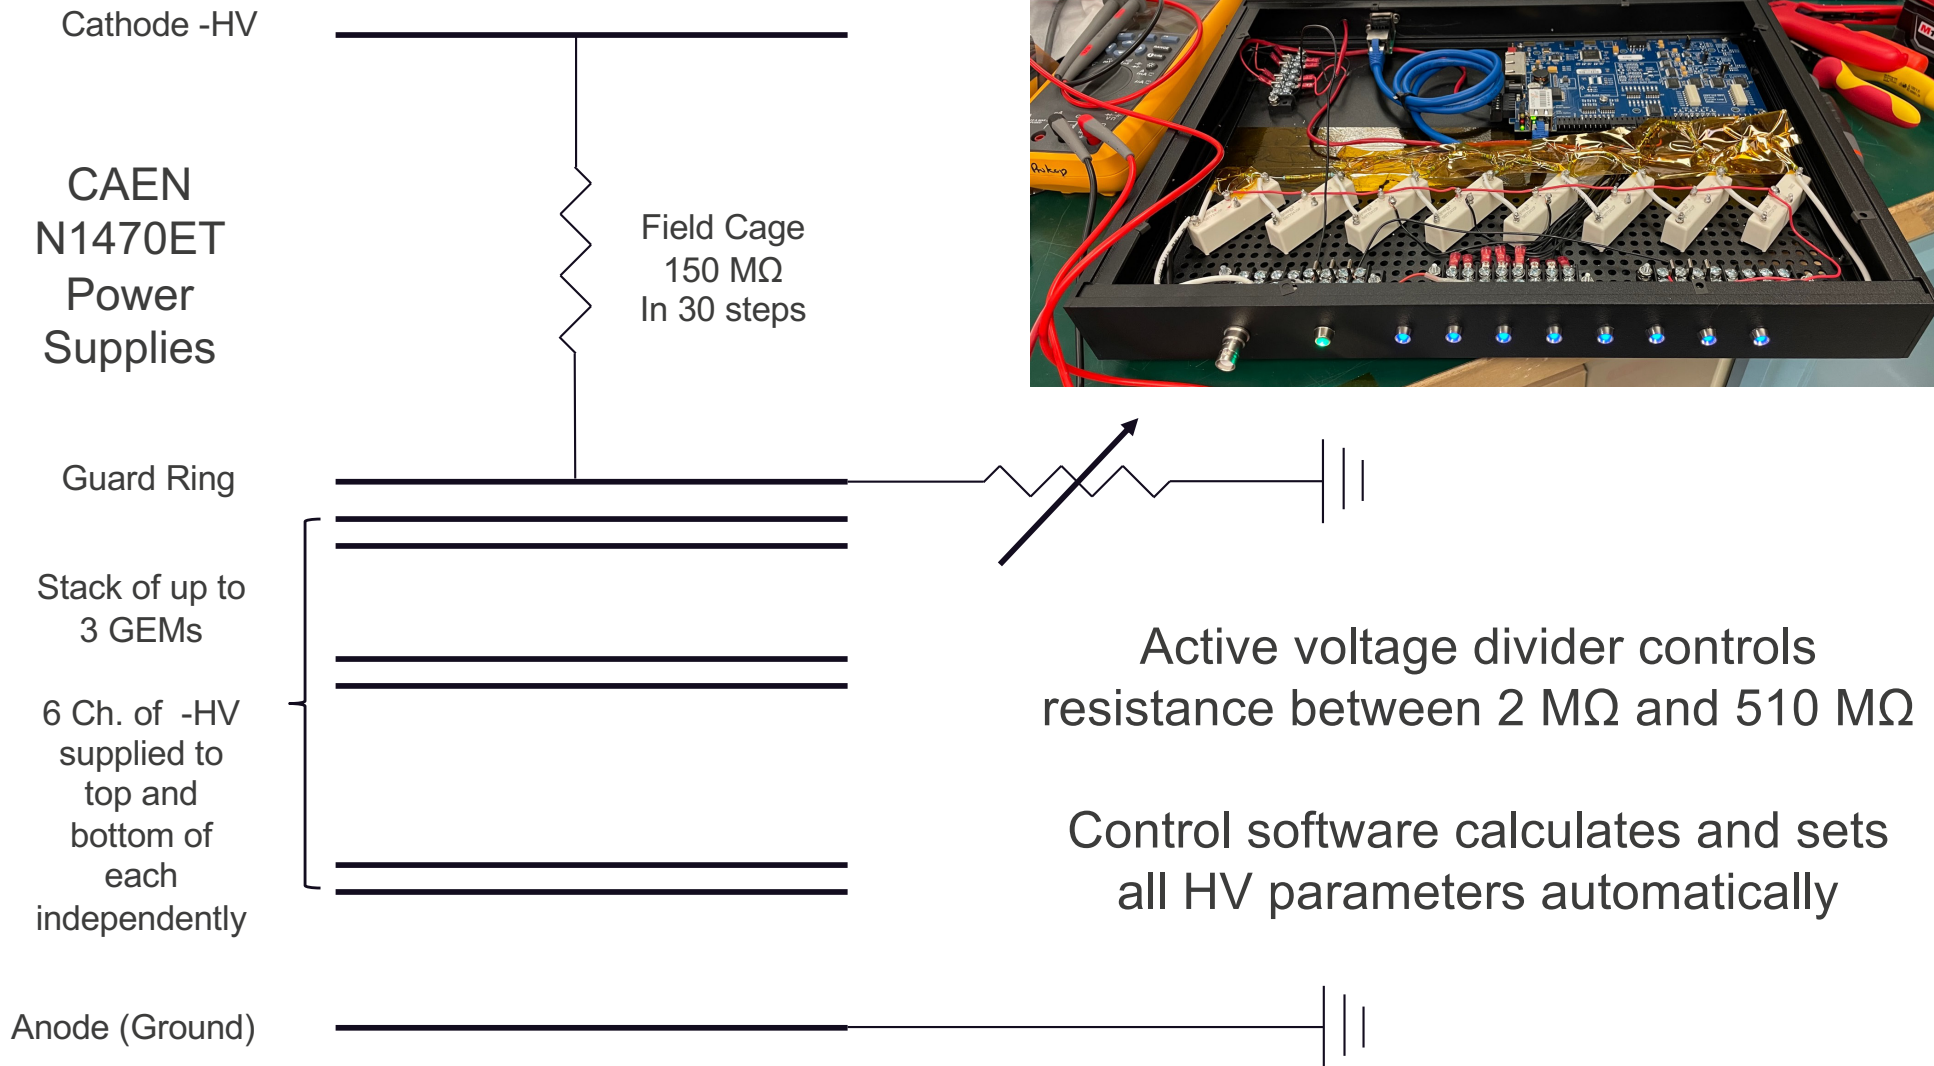 Cathode -HV
CAEN
N1470ET
Power
Supplies
Field Cage
150 MΩ
In 30 steps
Guard Ring
Stack of up to
3 GEMs
6 Ch. of -HV
supplied to
top and
bottom of
each
independently
Anode (Ground)
Active voltage divider controls
resistance between 2 MΩ and 510 MΩ
Control software calculates and sets
all HV parameters automatically